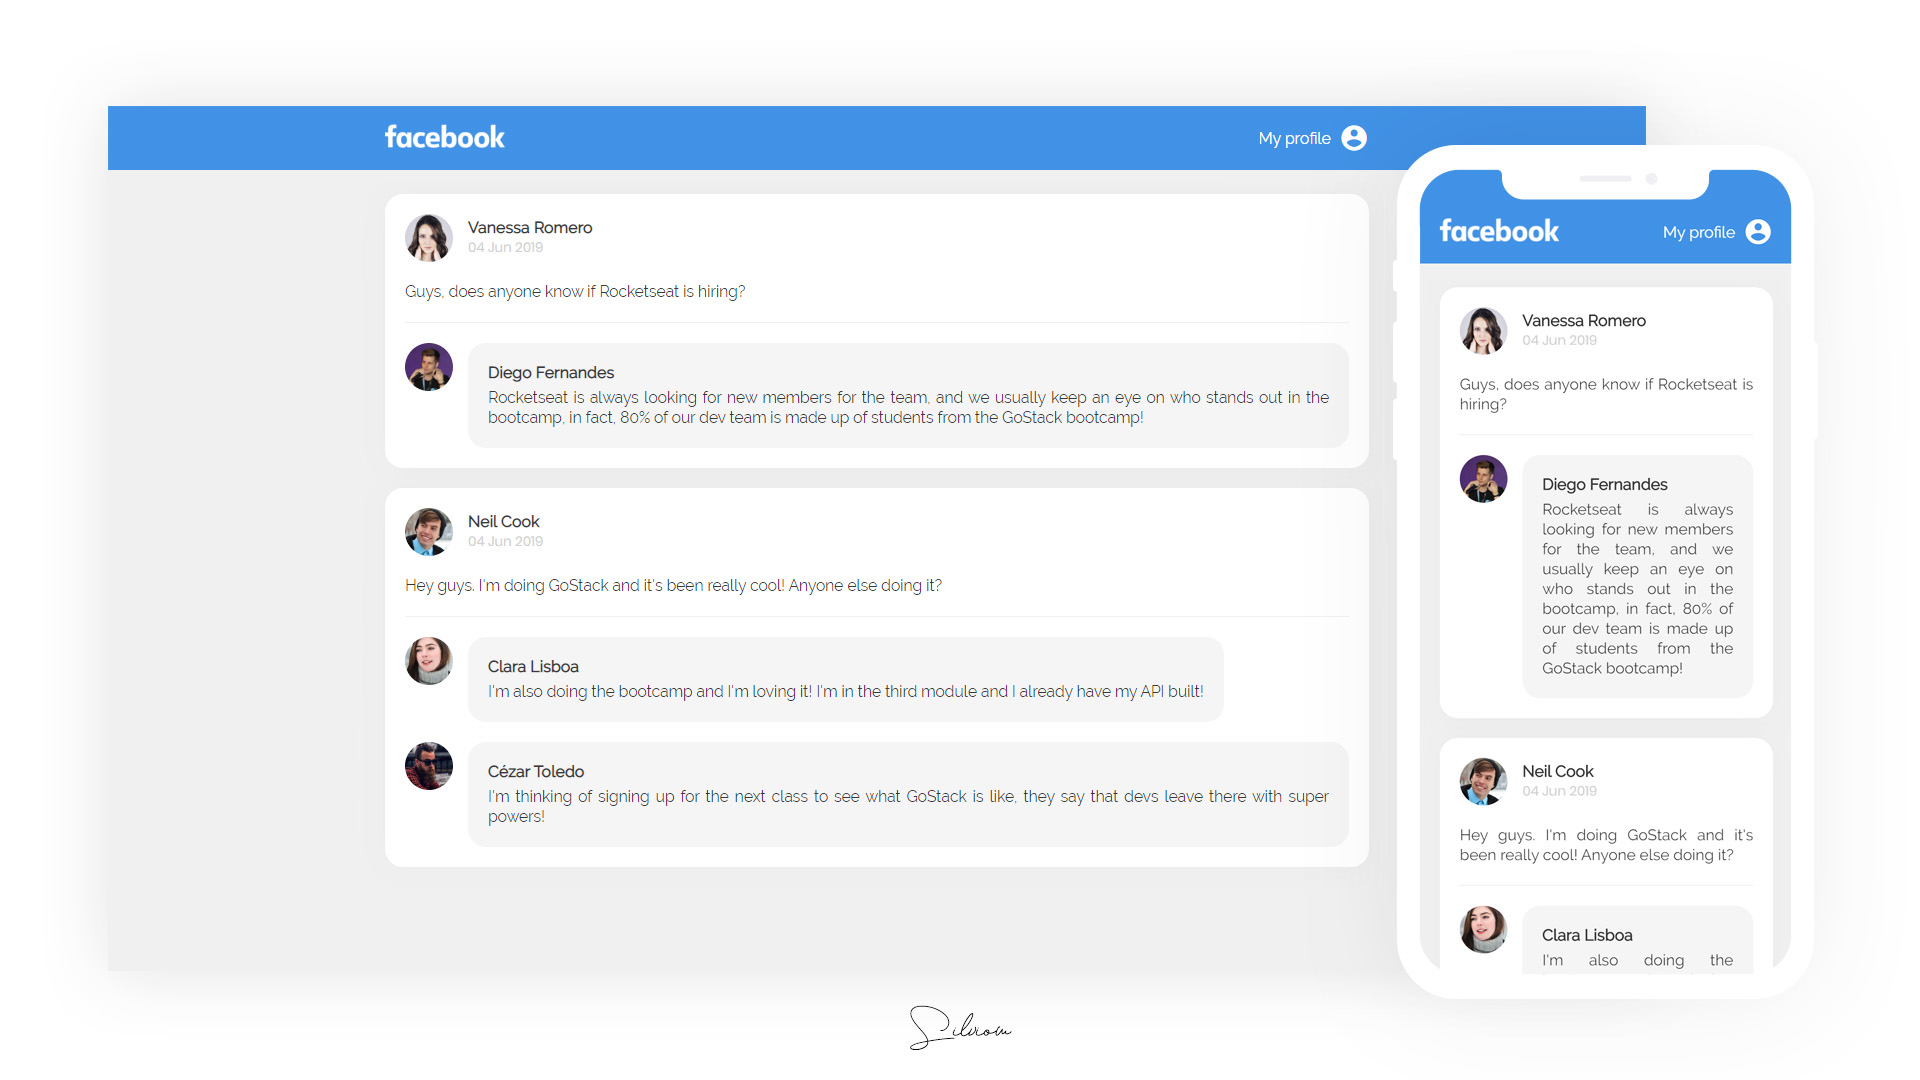 facebook
My profile
Vanessa Romero
04 Jun 2019
Guys, does anyone know if Rocketseat is hiring?
Diego Fernandes
Rocketseat is always looking for new members for the team, and we usually keep an eye on who stands out in the
bootcamp, in fact, 80% of our dev team is made up of students from the GoStack bootcamp!
Neil Cook
04 Jun 2019
Hey guys. I'm doing GoStack and it's been really cool! Anyone else doing it?
Clara Lisboa
I'm also doing the bootcamp and I'm loving it! I'm in the third module and I already have my API built!
Cézar Toledo
I'm thinking of signing up for the next class to see what GoStack is like, they say that devs leave there with super
powers!
facebook
My profile
Vanessa Romero
04 Jun 2019
Guys, does anyone know if Rocketseat is
hiring?
Diego Fernandes
Rocketseat is always
looking for new members
for the team, and we
usually keep an eye on
who stands out in the
bootcamp, in fact, 80% of
our dev team is made up
of students from the
GoStack bootcamp!
Neil Cook
04 Jun 2019
Hey guys. I'm doing GoStack and it's
been really cool! Anyone else doing it?
Clara Lisboa
I'm also doing the